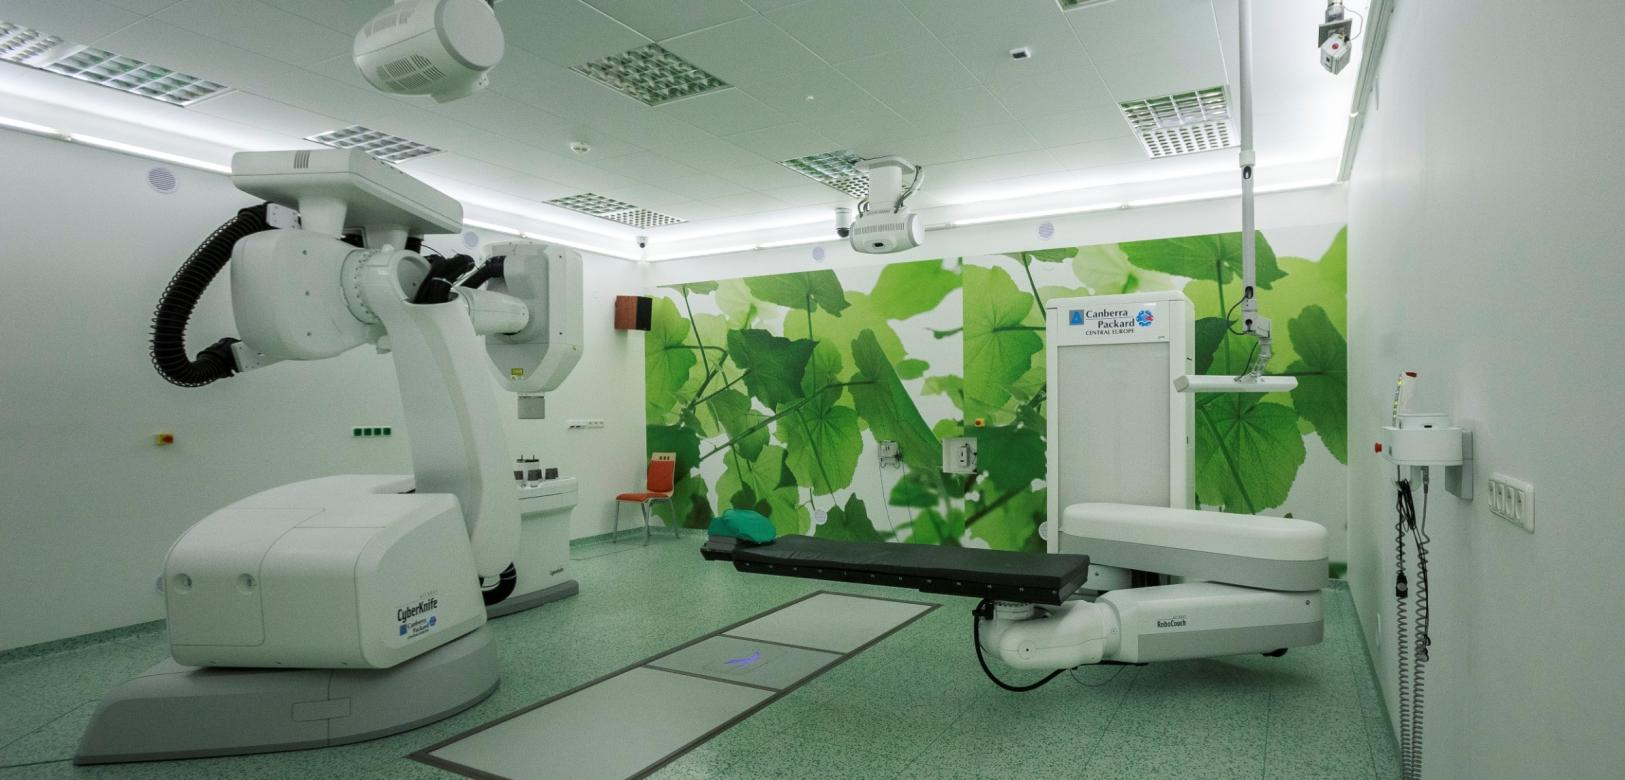 Canberra
Packard
CENTRAL EUROPE
CyberKnife
Canberra
Packard
RoboCouch